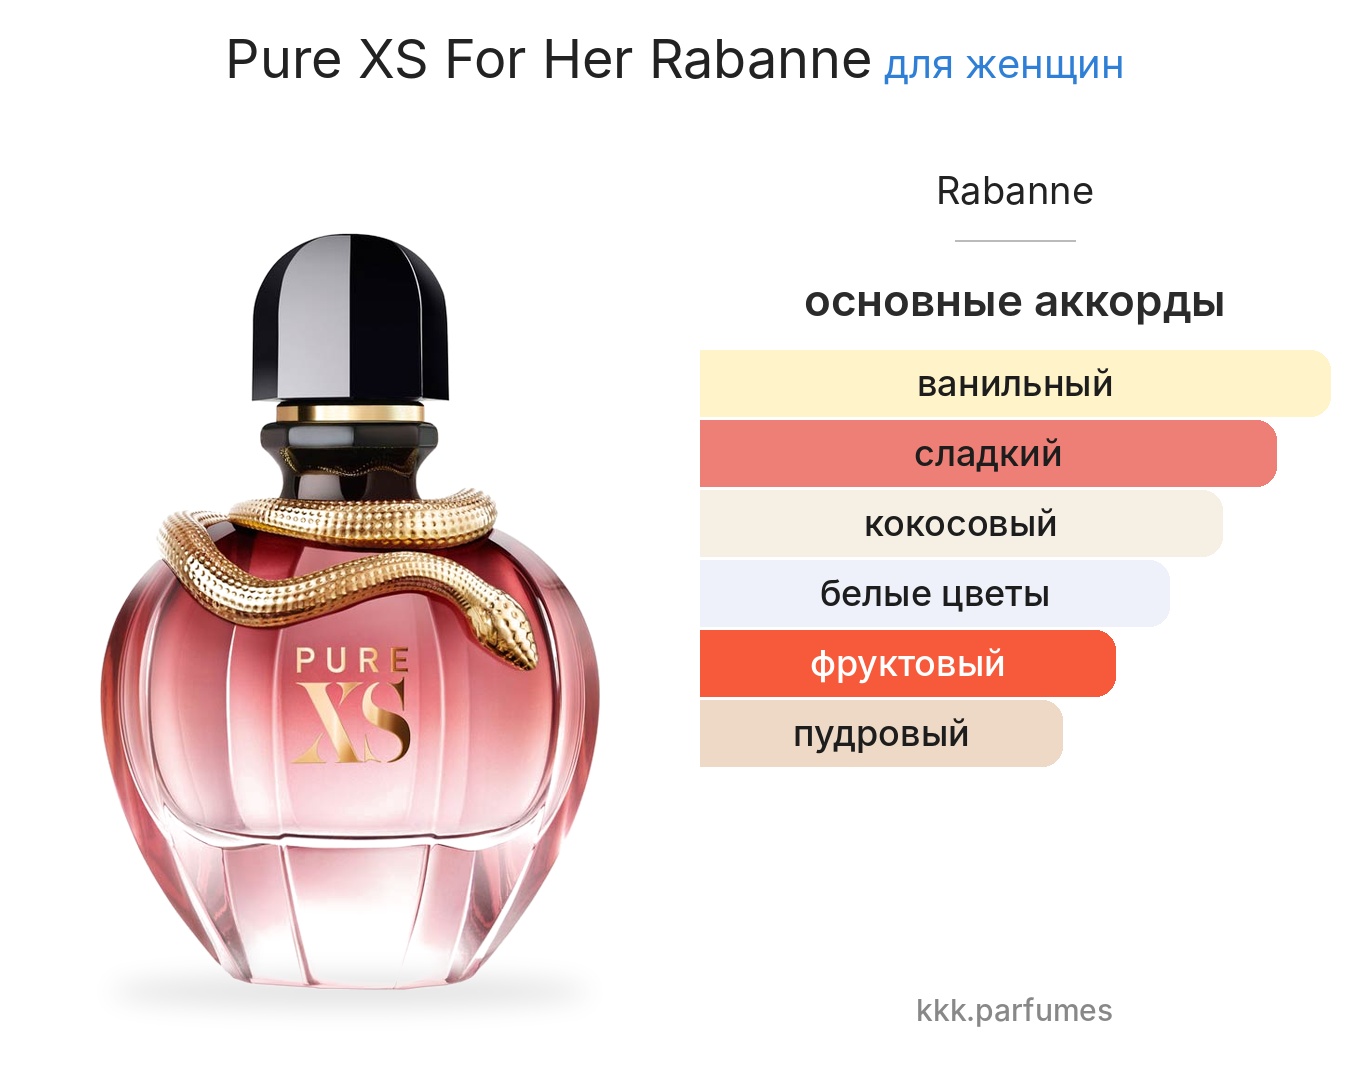 Pure XS For Her Rabanne для женщин
Rabanne
основные аккорды
ванильный
сладкий
кокосовый
белые цветы
фруктовый
пудровый
PURE
XS
kkk.parfumes